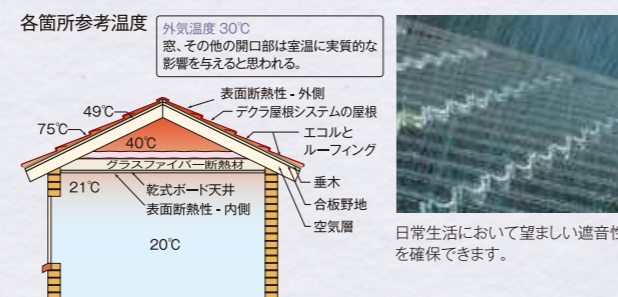 各箇所参考温度
外気温度 30℃
窓、その他の開口部は室温に実質的な
影響を与えると思われる。
表面断熱性 - 外側
49℃
デクラ屋根システムの屋根
75℃
エコルと
ルーフィング
40℃
グラスファイバー断熱材
21℃
乾式ボード天井
垂木
表面断熱性 - 内側
合板野地
空気層
20℃
日常生活において望ましい遮音性
を確保できます。